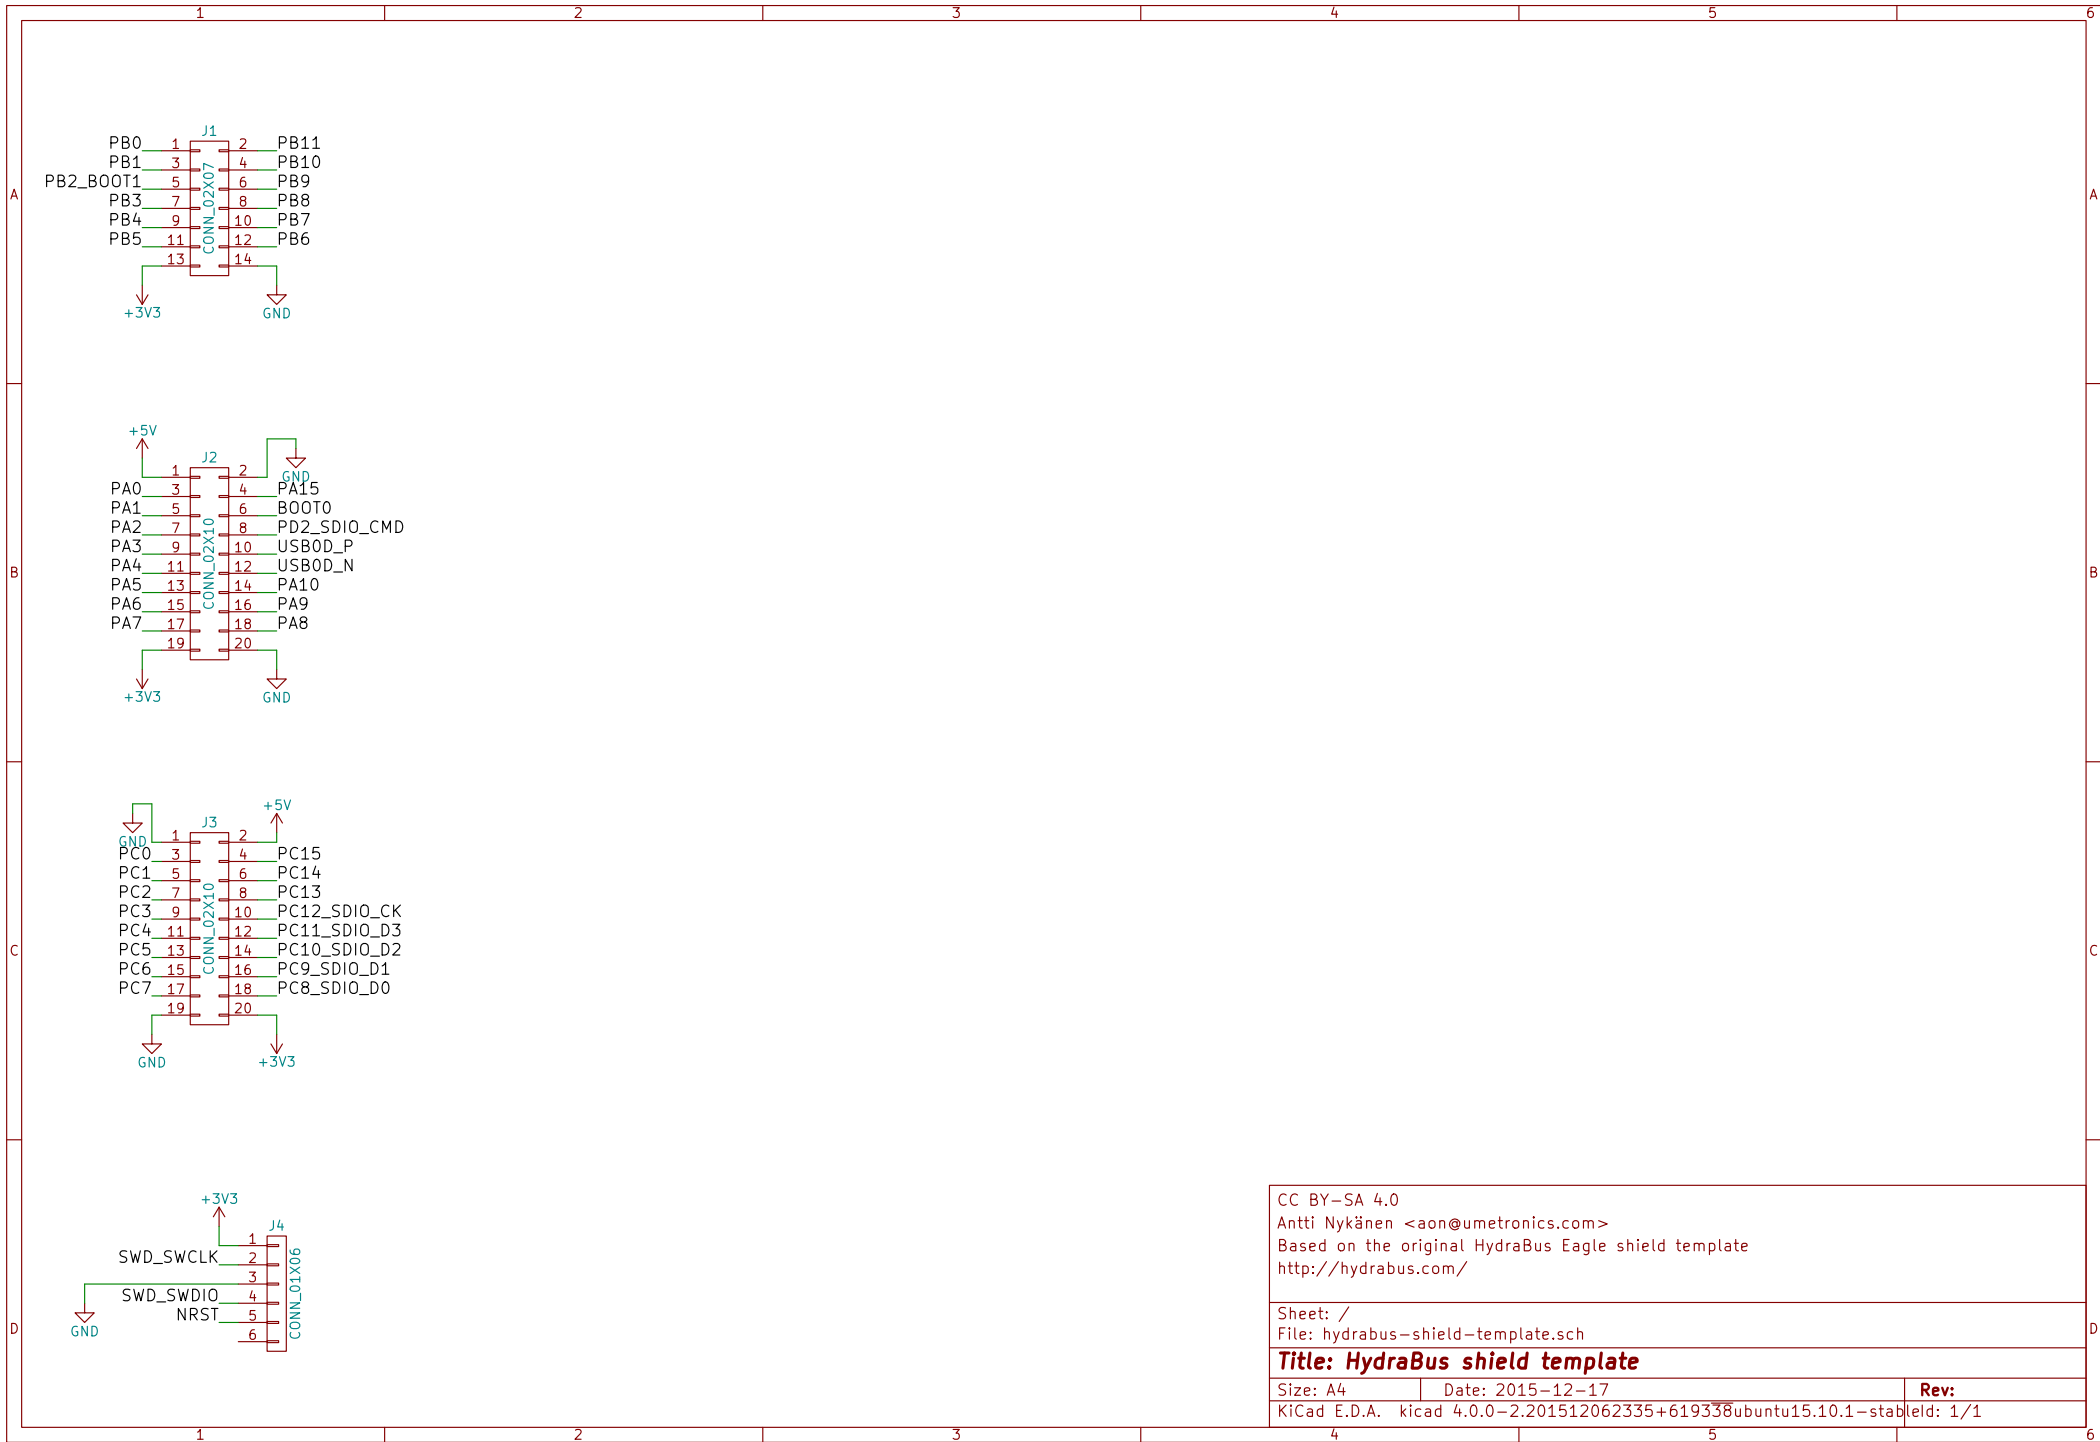 1 2 3 4 5 6
A A
J1
PB0 1 2 PB11
PB1 3 4 PB10
PB2_BOOT1 5 6 PB9
PB3 7 8 PB8
PB4 9 10 PB7
PB5 11 12 PB6
13 14
CONN_02X07
+3V3 GND
B B
+5V GND
J2
1 2
PA0 3 4 PA15
PA1 5 6 BOOT0
PA2 7 8 PD2_SDIO_CMD
PA3 9 10 USB0D_P
PA4 11 12 USB0D_N
PA5 13 14 PA10
PA6 15 16 PA9
PA7 17 18 PA8
19 20
CONN_02X10
+3V3 GND
C C
GND +5V
J3
1 2
PC0 3 4 PC15
PC1 5 6 PC14
PC2 7 8 PC13
PC3 9 10 PC12_SDIO_CK
PC4 11 12 PC11_SDIO_D3
PC5 13 14 PC10_SDIO_D2
PC6 15 16 PC9_SDIO_D1
PC7 17 18 PC8_SDIO_D0
19 20
CONN_02X10
GND +3V3
D D
+3V3
J4
1
SWD_SWCLK 2
3
SWD_SWDIO 4
NRST 5
6
CONN_01X06
GND
CC BY-SA 4.0
Antti Nykänen <aon@umetronics.com>
Based on the original HydraBus Eagle shield template
http://hydrabus.com/
Sheet: /
File: hydrabus-shield-template.sch
Title: HydraBus shield template
Size: A4 Date: 2015-12-17 Rev:
KiCad E.D.A. kicad 4.0.0-2.201512062335+619338ubuntu15.10.1-stable Id: 1/1
1 2 3 4 5 6